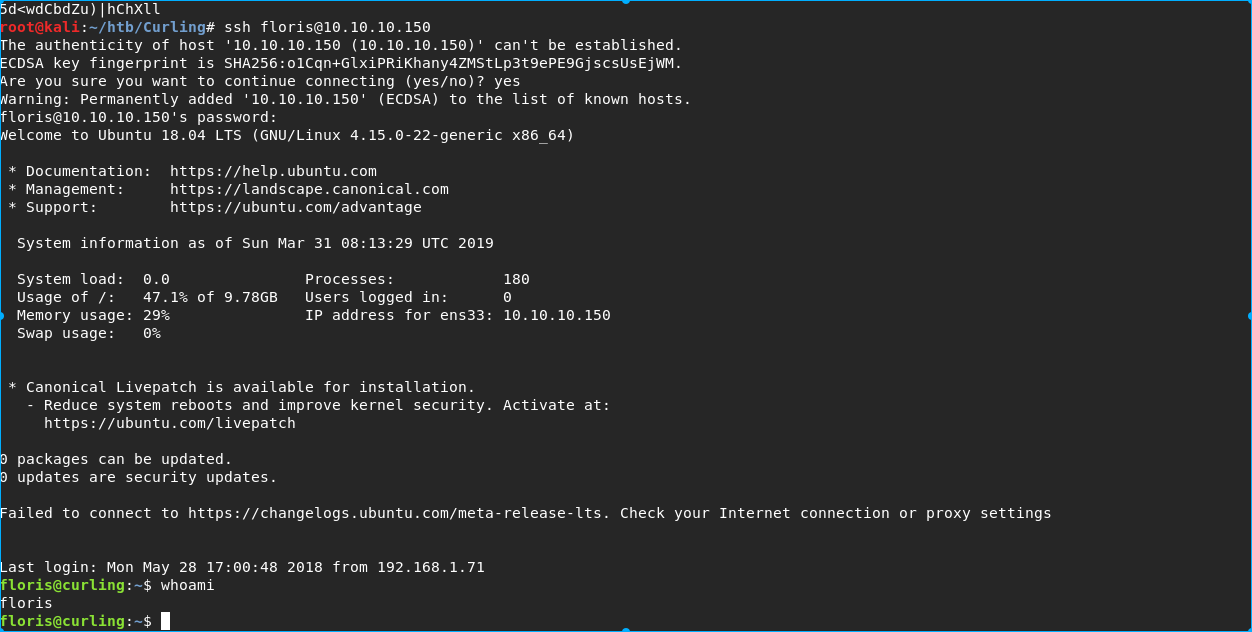 5d<wdCbdZu)|hChXll
root@kali:~/htb/Curling# ssh floris@10.10.10.150
The authenticity of host '10.10.10.150 (10.10.10.150)' can't be established.
ECDSA key fingerprint is SHA256:o1Cqn+GlxiPRiKhany4ZMStLp3t9ePE9GjscsUsEjWM.
Are you sure you want to continue connecting (yes/no)? yes
Warning: Permanently added '10.10.10.150' (ECDSA) to the list of known hosts.
floris@10.10.10.150's password:
Welcome to Ubuntu 18.04 LTS (GNU/Linux 4.15.0-22-generic x86_64)

 * Documentation:  https://help.ubuntu.com
 * Management:     https://landscape.canonical.com
 * Support:        https://ubuntu.com/advantage

  System information as of Sun Mar 31 08:13:29 UTC 2019

  System load:  0.0               Processes:            180
  Usage of /:   47.1% of 9.78GB   Users logged in:      0
  Memory usage: 29%               IP address for ens33: 10.10.10.150
  Swap usage:   0%

 * Canonical Livepatch is available for installation.
   - Reduce system reboots and improve kernel security. Activate at:
     https://ubuntu.com/livepatch

0 packages can be updated.
0 updates are security updates.

Failed to connect to https://changelogs.ubuntu.com/meta-release-lts. Check your Internet connection or proxy settings

Last login: Mon May 28 17:00:48 2018 from 192.168.1.71
floris@curling:~$ whoami
floris
floris@curling:~$